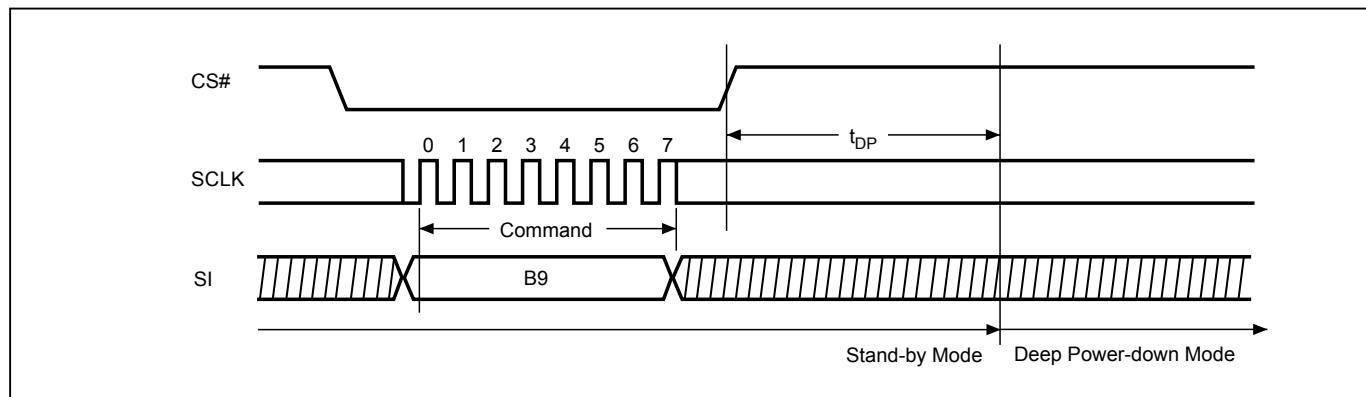 CS#
t_DP
0 1 2 3 4 5 6 7
SCLK
Command
SI
B9
Stand-by Mode
Deep Power-down Mode